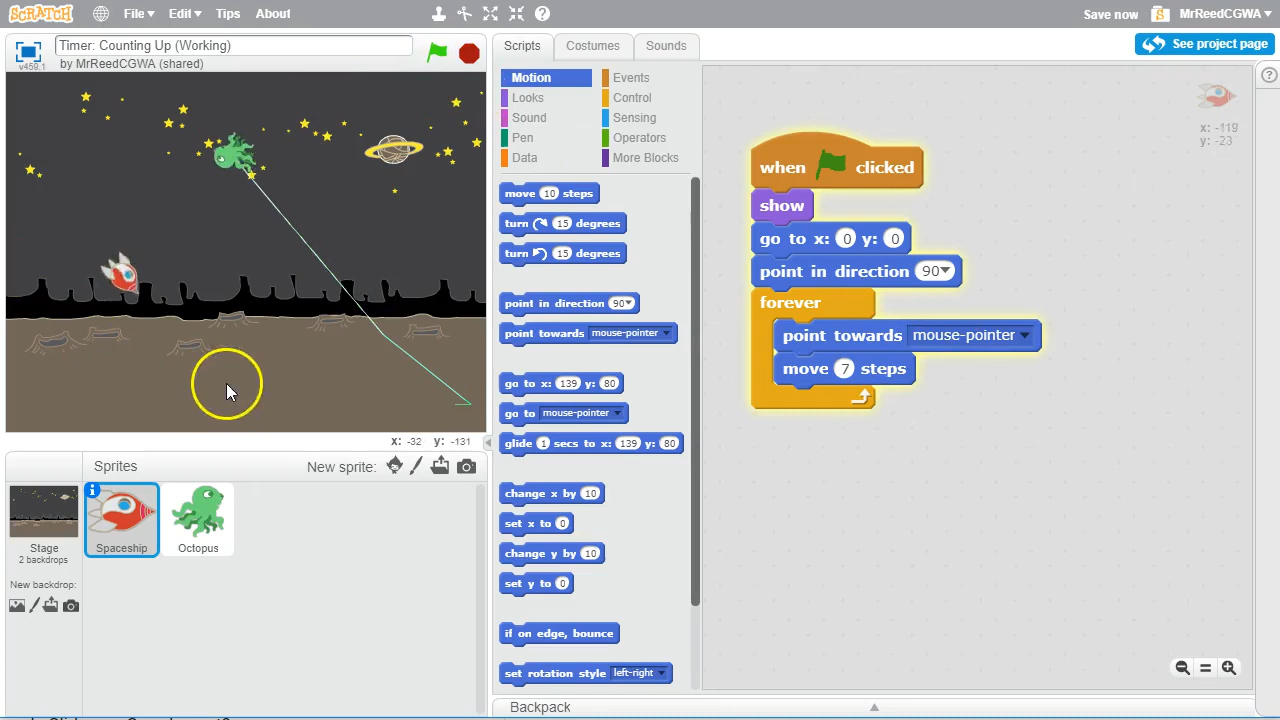 SCRATCH File▼ Edit▼ Tips About Save now MrReedCGWA ▼
Timer: Counting Up (Working)
by MrReedCGWA (shared)
v459.1
Scripts Costumes Sounds
See project page
Motion Events
Looks Control
Sound Sensing
Pen Operators
Data More Blocks
move 10 steps
turn 15 degrees
turn 15 degrees
point in direction 90▼
point towards mouse-pointer
go to x: 139 y: 80
go to mouse-pointer
glide 1 secs to x: 139 y: 80
change x by 10
set x to 0
change y by 10
set y to 0
if on edge, bounce
set rotation style left-right
when clicked
show
go to x: 0 y: 0
point in direction 90▼
forever
point towards mouse-pointer
move 7 steps
x: -119
y: -23
x: -32 y: -131
Sprites New sprite:
Stage
2 backdrops
New backdrop:
Spaceship
Octopus
Backpack